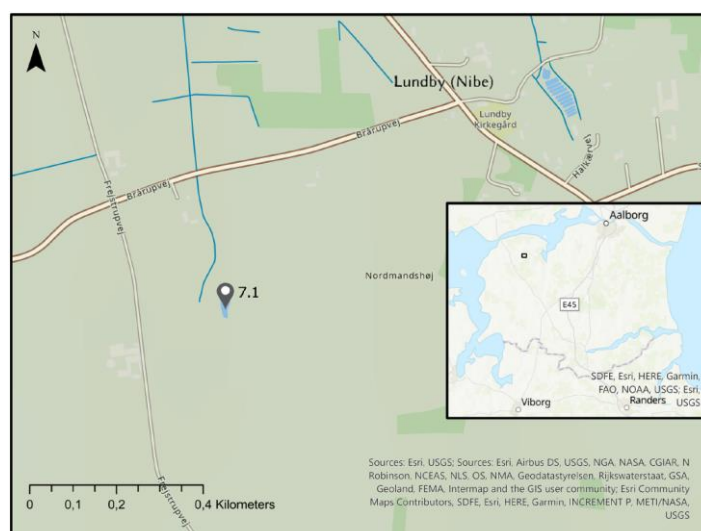 N
Lundby (Nibe)
Lundby
Kirkegård
Brårupvej
Halkærvej
Brårupvej
Frejstrupvej
Nordmandshøj
7.1
Aalborg
E45
SDFE, Esri, HERE, Garmin,
FAO, NOAA, USGS; Esri,
USGS
Viborg
Randers
Frejstrupvej
0 0,1 0,2 0,4 Kilometers
Sources: Esri, USGS; Sources: Esri, Airbus DS, USGS, NGA, NASA, CGIAR, N
Robinson, NCEAS, NLS, OS, NMA, Geodatastyrelsen, Rijkswaterstaat, GSA,
Geoland, FEMA, Intermap and the GIS user community; Esri Community
Maps Contributors, SDFE, Esri, HERE, Garmin, INCREMENT P, METI/NASA,
USGS